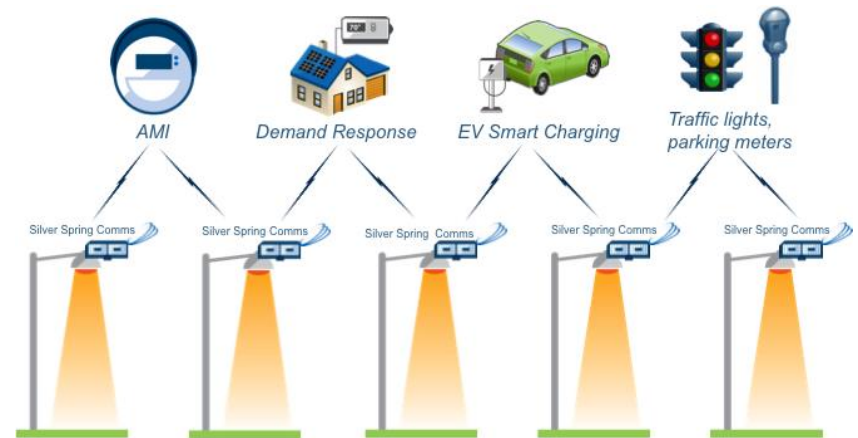 70°
AMI
Demand Response
EV Smart Charging
Traffic lights,
parking meters
Silver Spring Comms
Silver Spring Comms
Silver Spring Comms
Silver Spring Comms
Silver Spring Comms